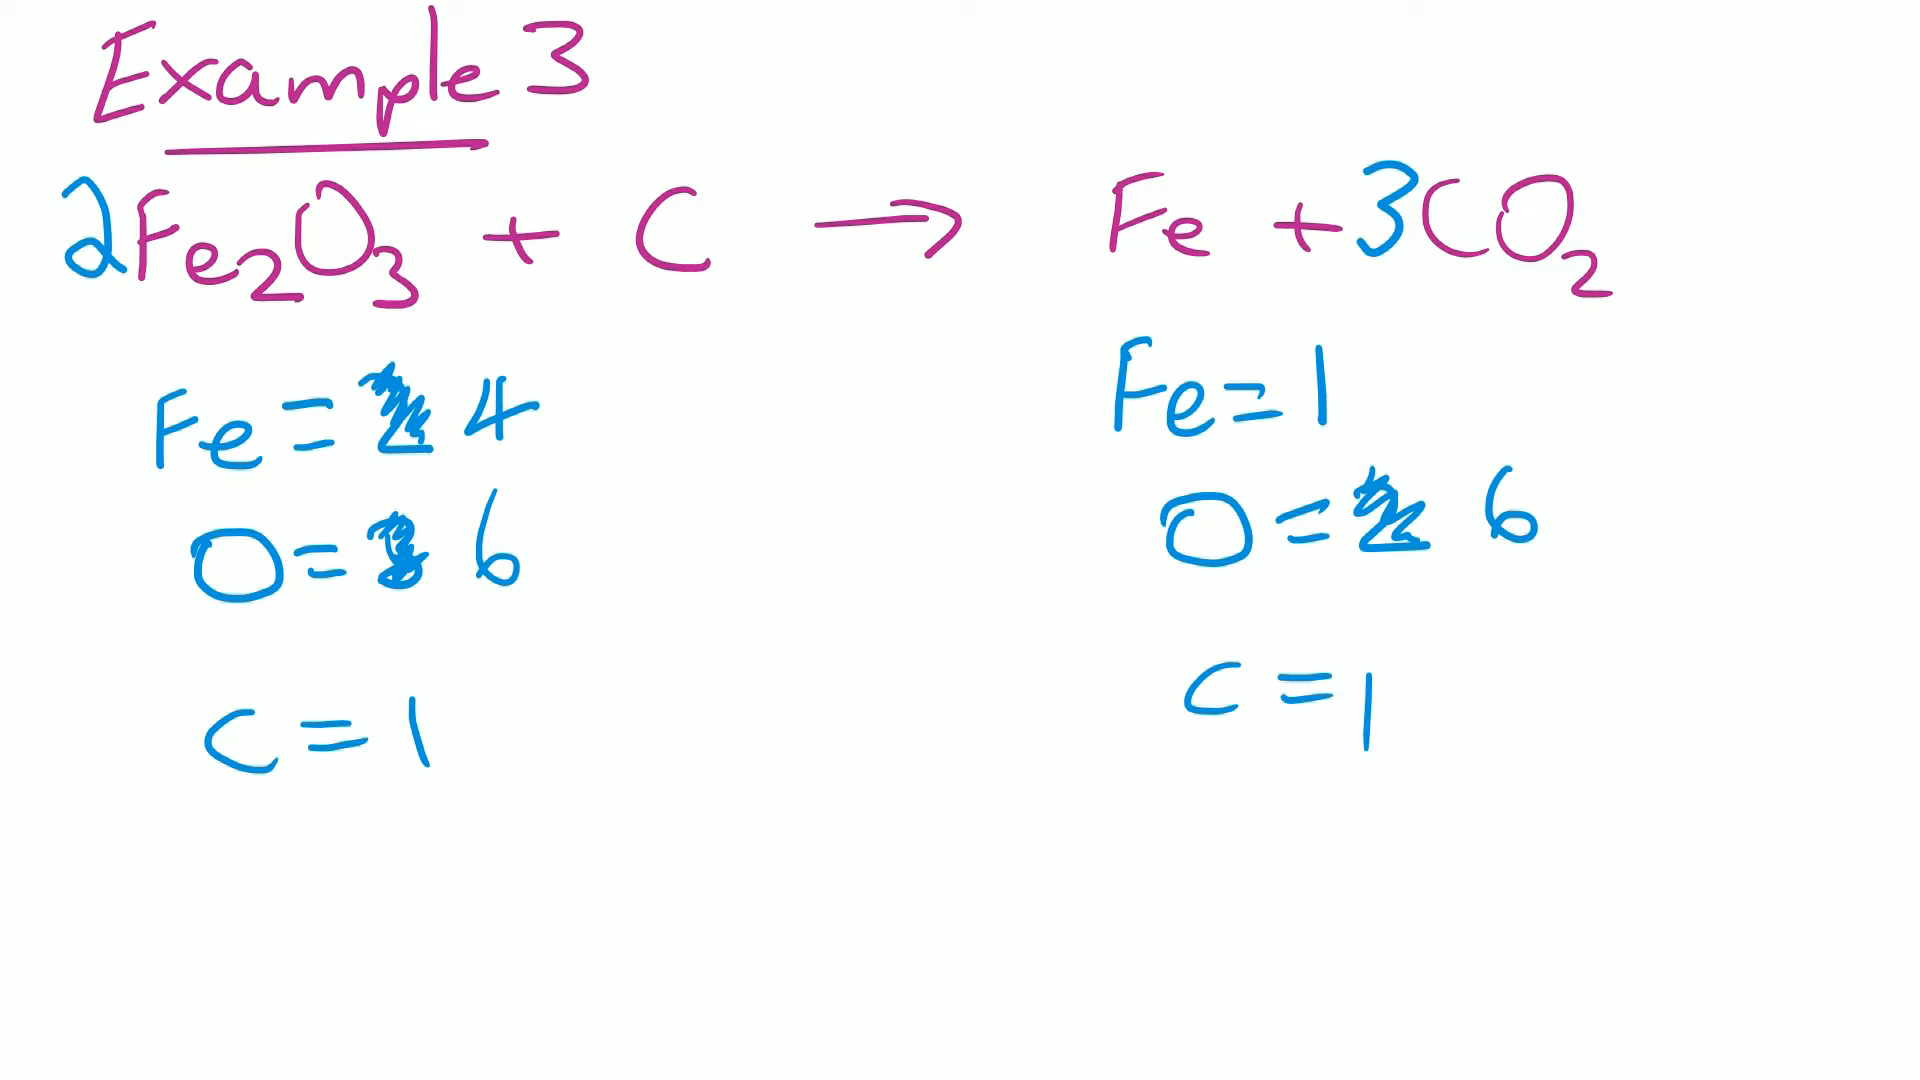 Example 3
2Fe₂O₃ + C → Fe + 3CO₂
Fe = 4 Fe = 1
O = 6 O = 6
C = 1 C = 1